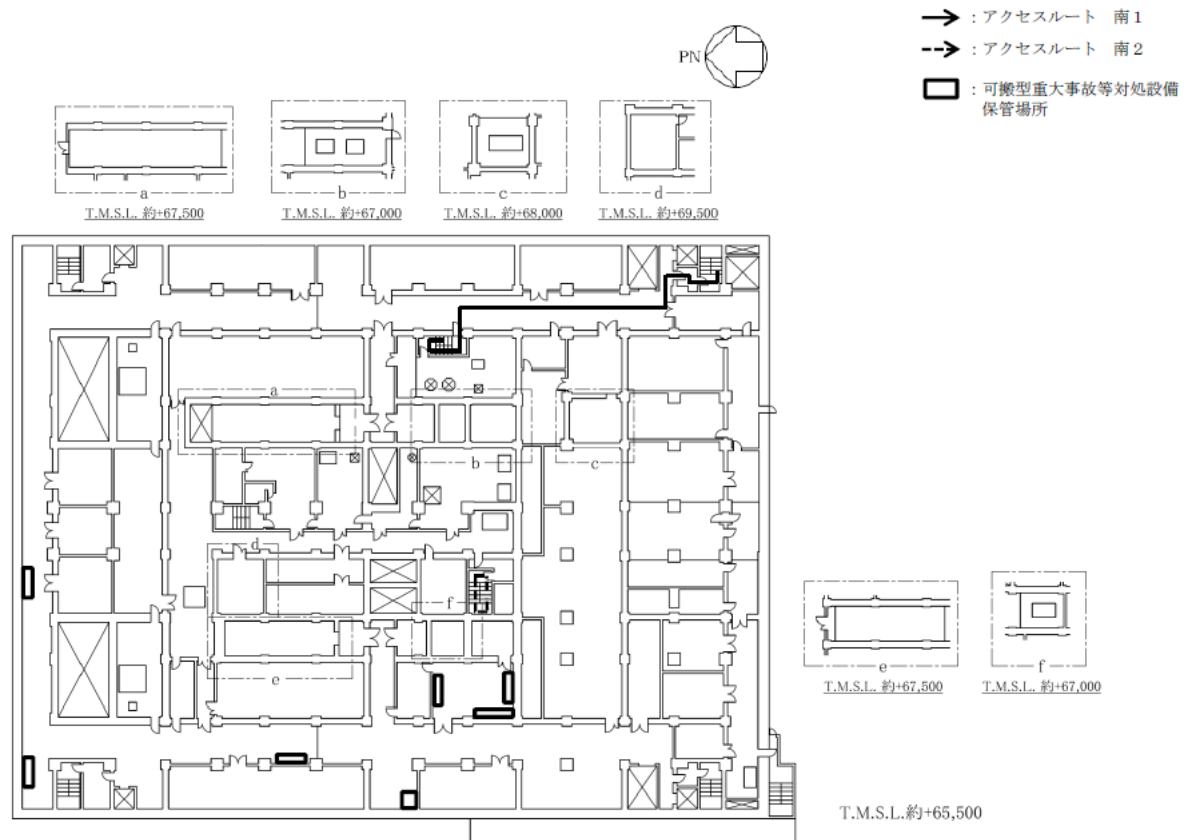 ：アクセスルート　南１
：アクセスルート　南２
：可搬型重大事故等対処設備
保管場所
PN
a
T.M.S.L. 約+67,500
b
T.M.S.L. 約+67,000
c
T.M.S.L. 約+68,000
d
T.M.S.L. 約+69,500
a
b
c
d
f
e
e
T.M.S.L. 約+67,500
f
T.M.S.L. 約+67,000
T.M.S.L.約+65,500